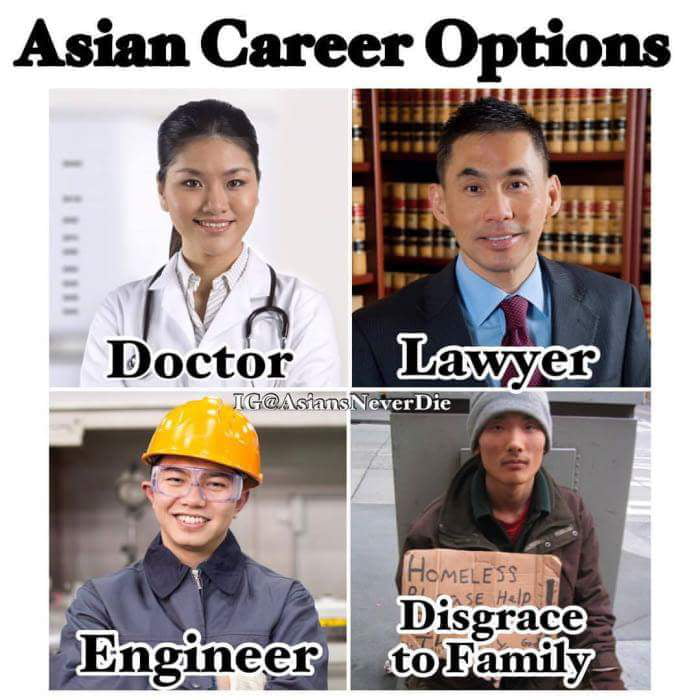 Asian Career Options
Doctor
Lawyer
IG@AsiansNeverDie
Engineer
HOMELESS
Help
Disgrace
to Family